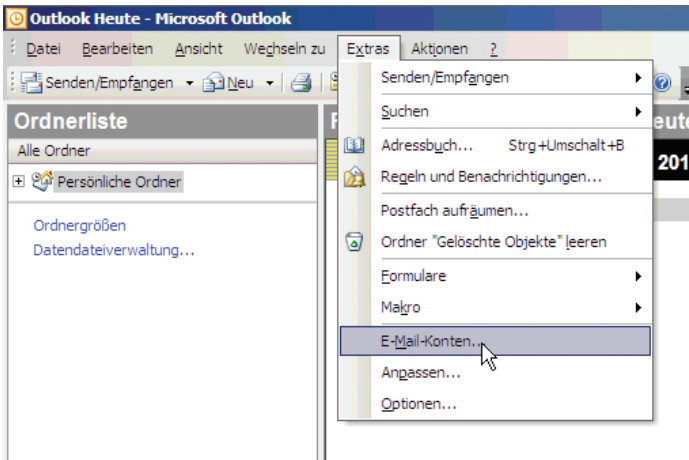 Outlook Heute - Microsoft Outlook
Datei Bearbeiten Ansicht Wechseln zu Extras Aktionen ?
Senden/Empfangen Neu
Ordnerliste
Alle Ordner
Persönliche Ordner
Ordnergrößen
Datendateiverwaltung...
Senden/Empfangen
Suchen
Adressbuch... Strg+Umschalt+B
Regeln und Benachrichtigungen...
Postfach aufräumen...
Ordner "Gelöschte Objekte" leeren
Formulare
Makro
E-Mail-Konten...
Anpassen...
Optionen...
201